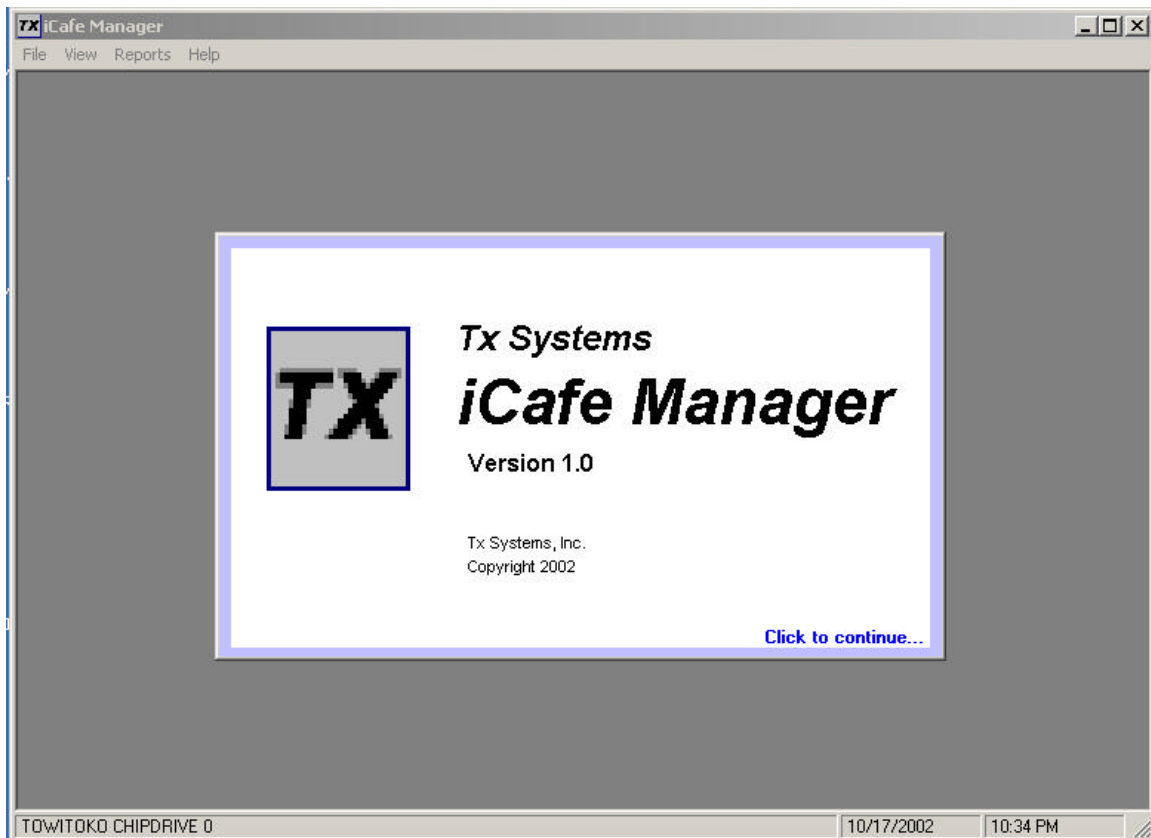 TX iCafe Manager
File View Reports Help
TX
Tx Systems
iCafe Manager
Version 1.0
Tx Systems, Inc.
Copyright 2002
Click to continue...
TOWITOKO CHIPDRIVE 0 10/17/2002 10:34 PM